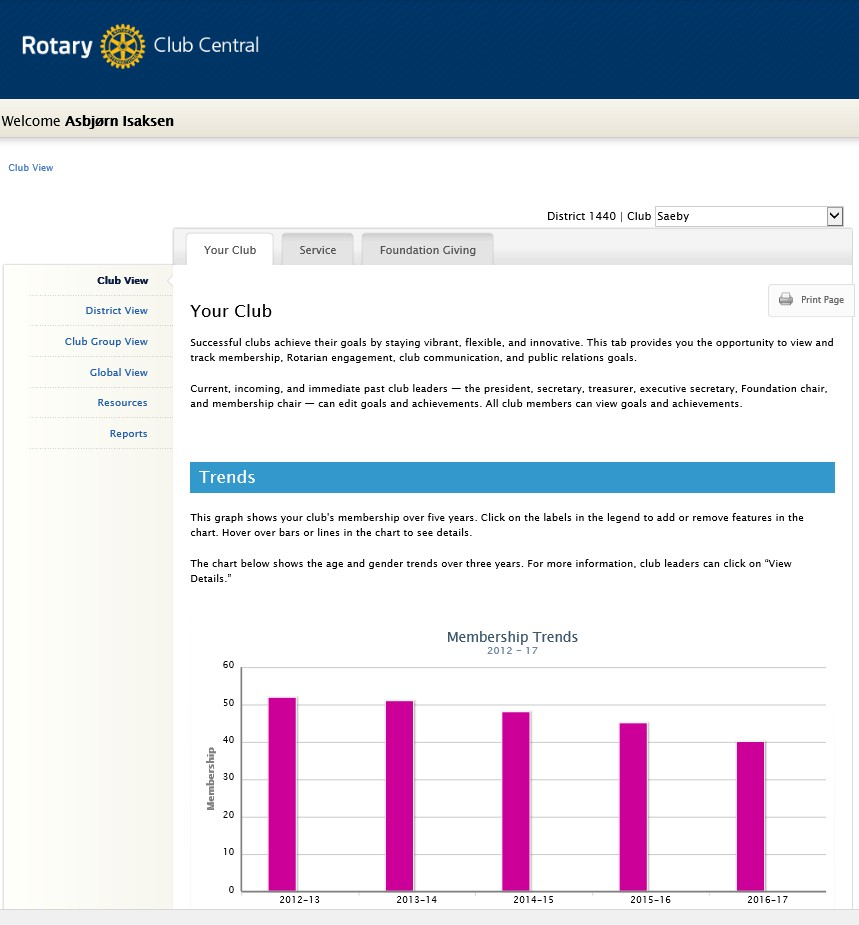 Rotary Club Central
Welcome Asbjørn Isaksen
Club View
District 1440 | Club Saeby
Your Club Service Foundation Giving
Club View
District View
Club Group View
Global View
Resources
Reports
Print Page
Your Club
Successful clubs achieve their goals by staying vibrant, flexible, and innovative. This tab provides you the opportunity to view and
track membership, Rotarian engagement, club communication, and public relations goals.
Current, incoming, and immediate past club leaders — the president, secretary, treasurer, executive secretary, Foundation chair,
and membership chair — can edit goals and achievements. All club members can view goals and achievements.
Trends
This graph shows your club's membership over five years. Click on the labels in the legend to add or remove features in the
chart. Hover over bars or lines in the chart to see details.
The chart below shows the age and gender trends over three years. For more information, club leaders can click on “View
Details.”
Membership Trends
2012 – 17
Membership
60
50
40
30
20
10
0
2012-13 2013-14 2014-15 2015-16 2016-17